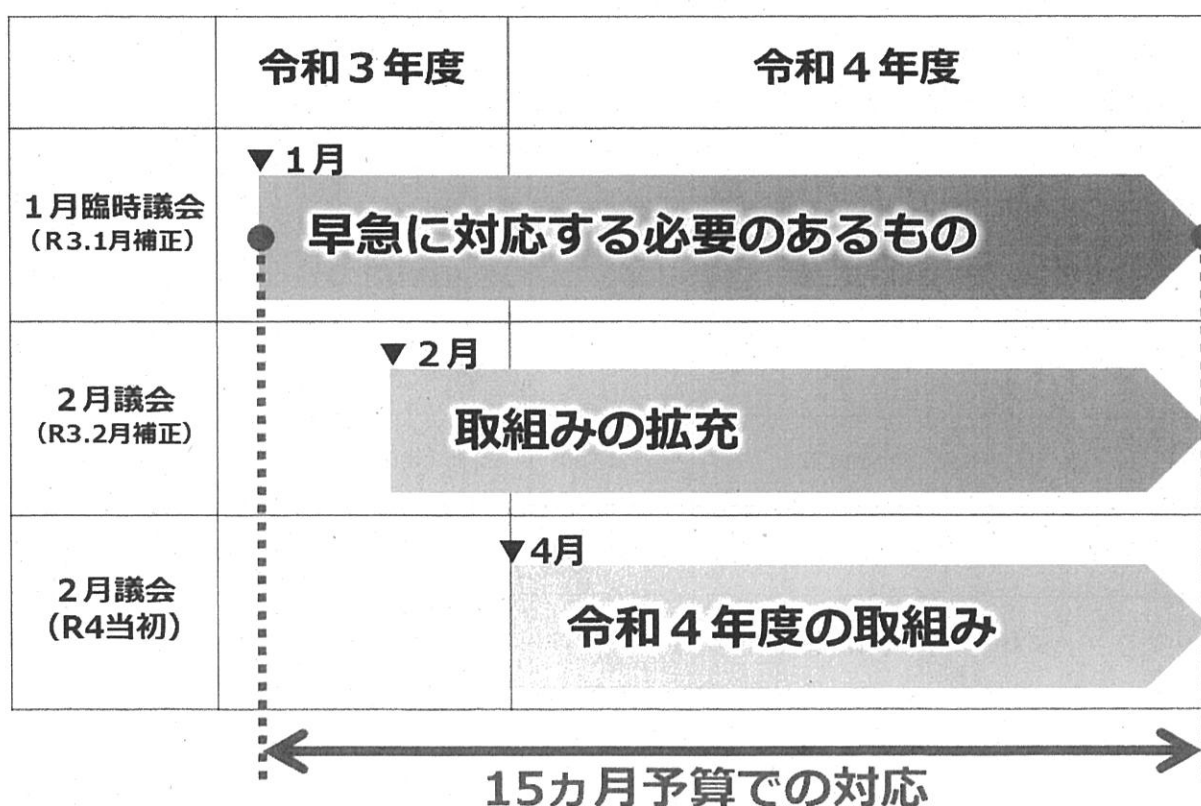 令和３年度
令和４年度
１月臨時議会
（R3.1月補正）
▼１月
早急に対応する必要のあるもの
２月議会
（R3.2月補正）
▼２月
取組みの拡充
２月議会
（R4当初）
▼4月
令和４年度の取組み
15ヵ月予算での対応